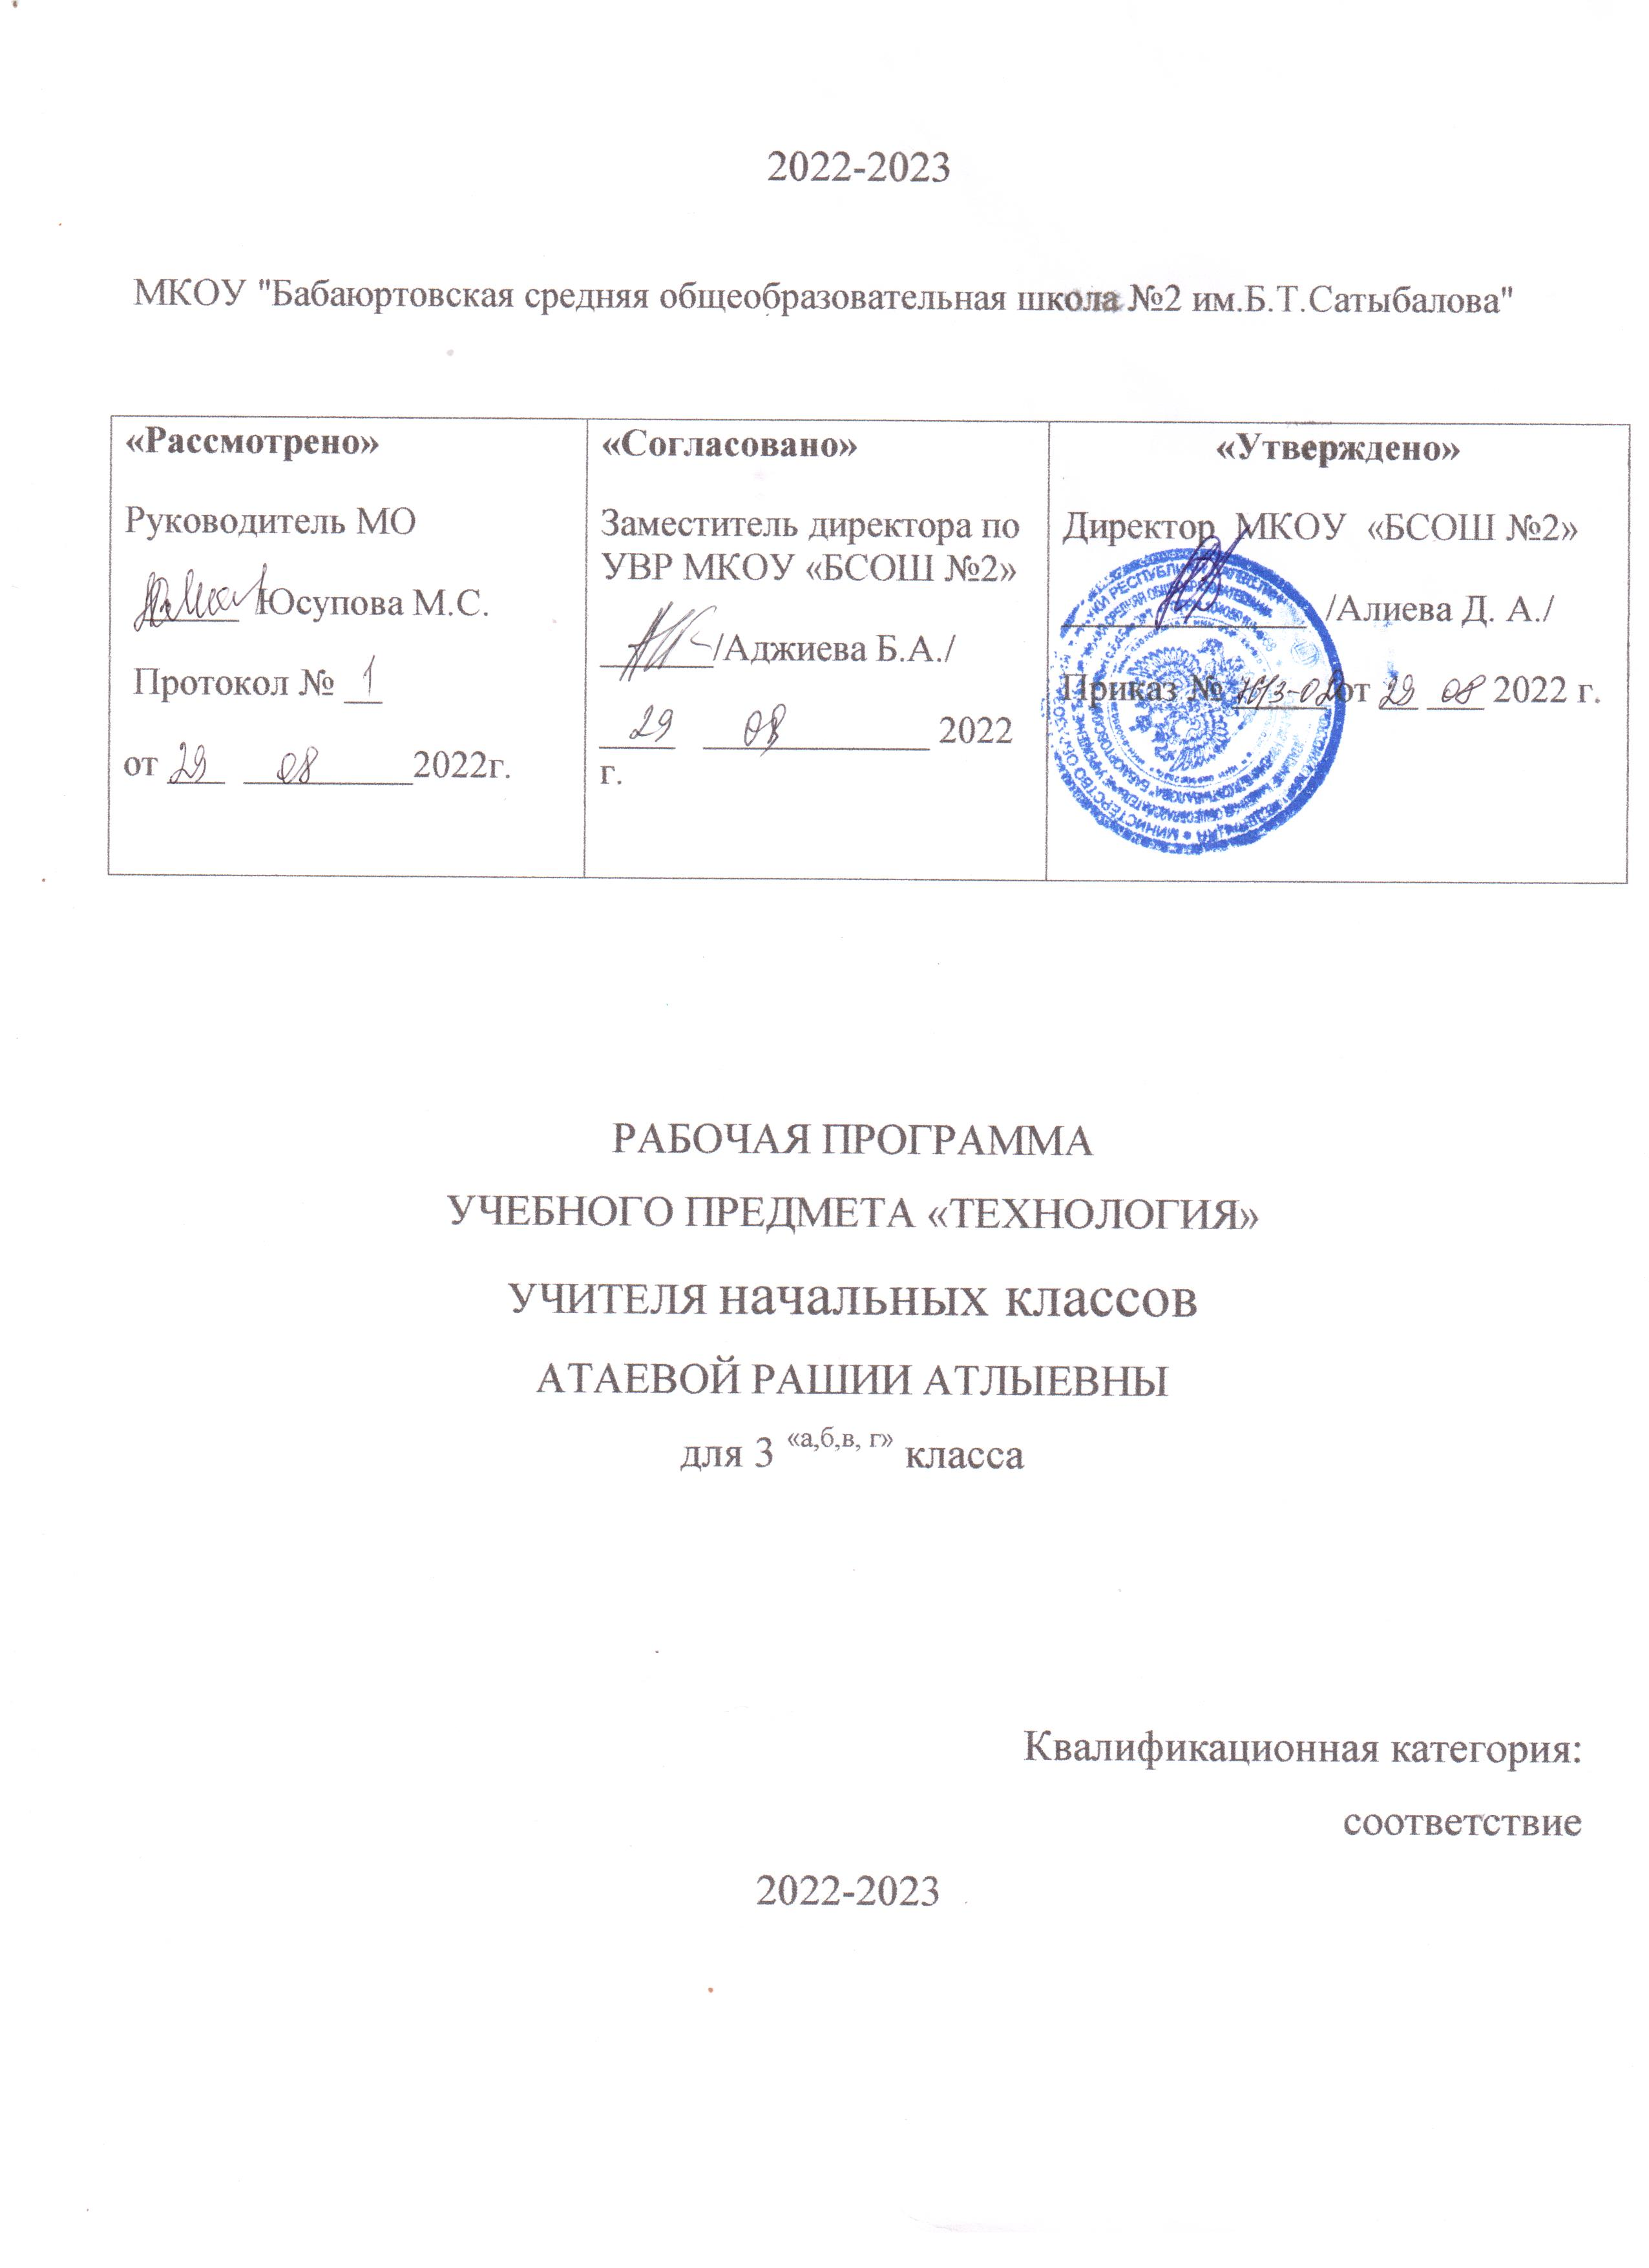 2022-2023
МКОУ "Бабаюртовская средняя общеобразовательная школа №2 им.Б.Т.Сатыбалова"
«Рассмотрено»
Руководитель МО
Юсупова М.С.
Протокол № 1
от 29 08 2022г.
«Согласовано»
Заместитель директора по
УВР МКОУ «БСОШ №2»
/Аджиева Б.А./
29 08 2022
г.
«Утверждено»
Директор МКОУ «БСОШ №2»
/Алиева Д. А./
Приказ № от 29 08 2022 г.
РАБОЧАЯ ПРОГРАММА
УЧЕБНОГО ПРЕДМЕТА «ТЕХНОЛОГИЯ»
УЧИТЕЛЯ начальных классов
АТАЕВОЙ РАШИИ АТЛЫЕВНЫ
для 3 «а,б,в, г» класса
Квалификационная категория:
соответствие
2022-2023